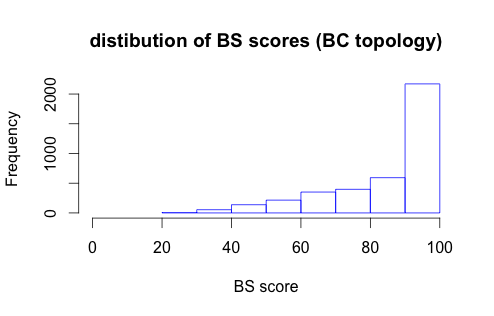 distibution of BS scores (BC topology)
Frequency
2000
1000
0
0 20 40 60 80 100
BS score